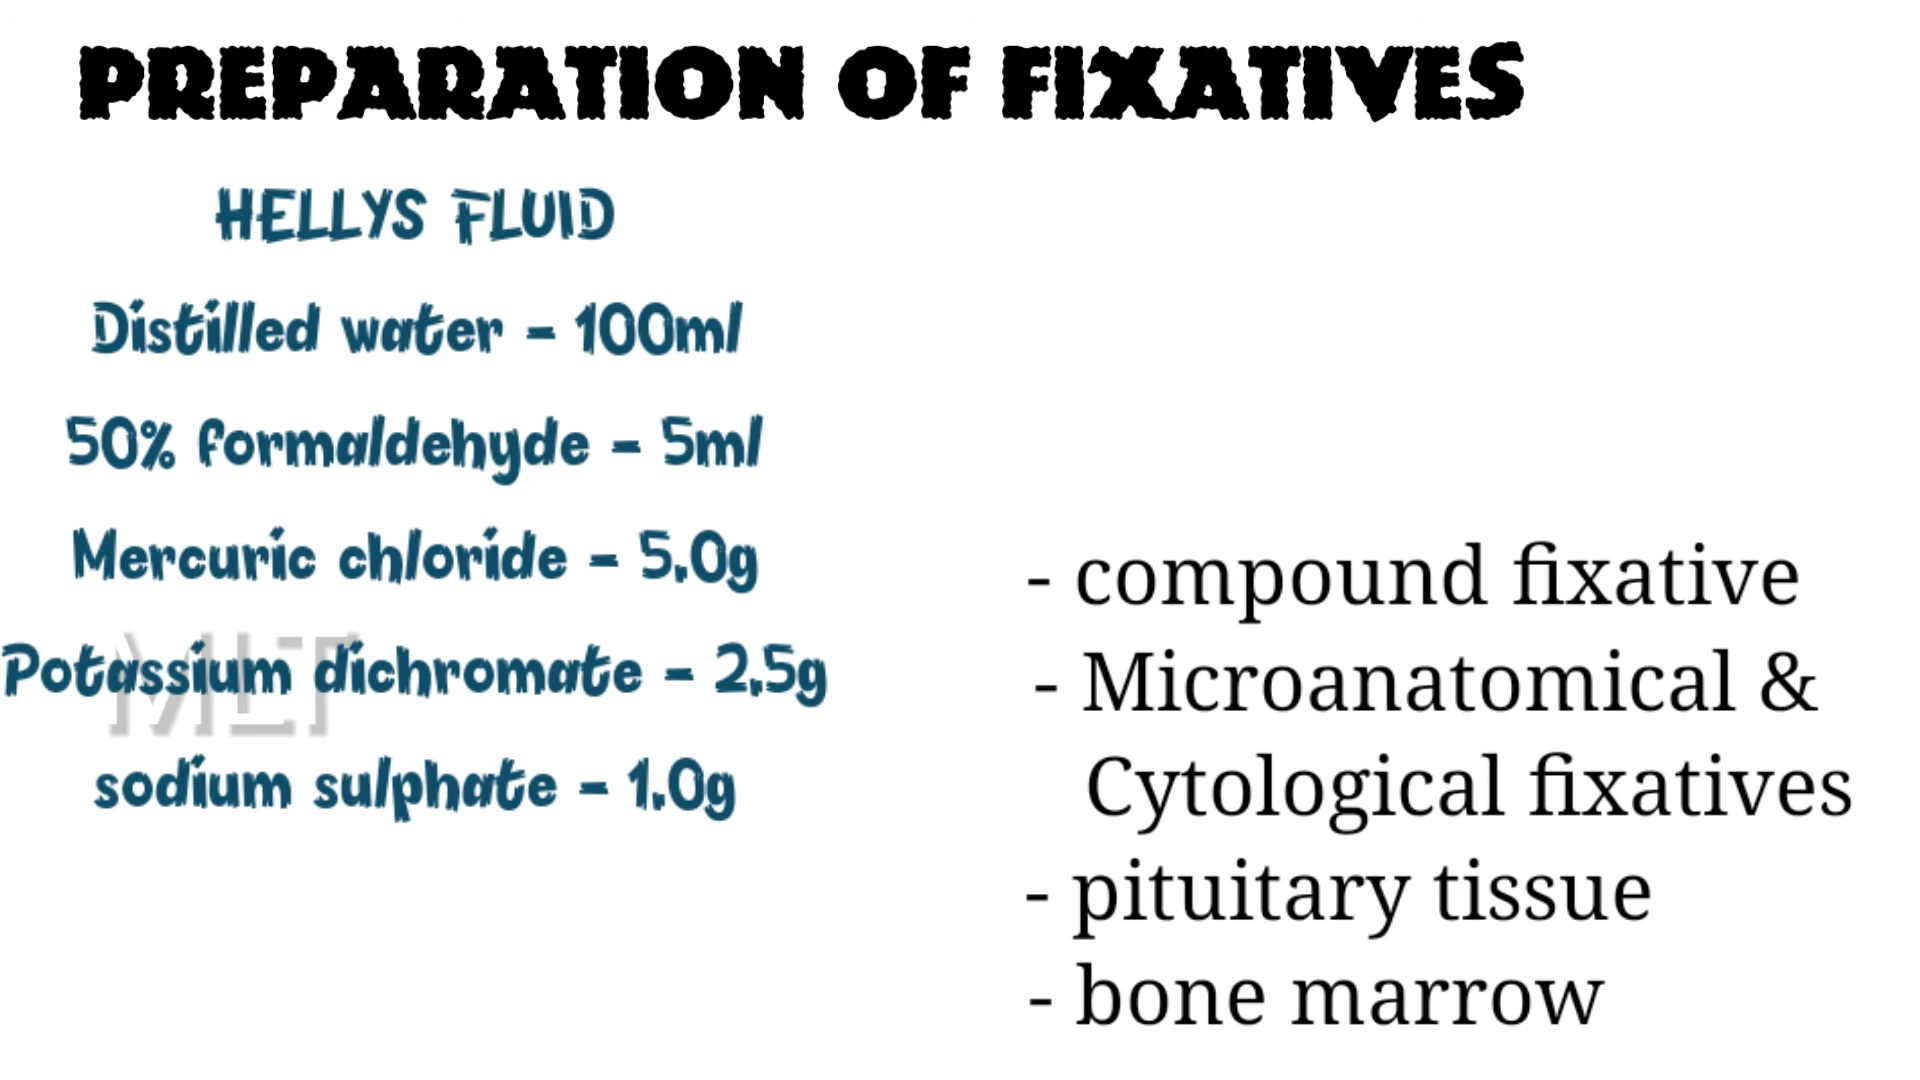 PREPARATION OF FIXATIVES
HELLYS FLUID
Distilled water - 100ml
50% formaldehyde - 5ml
Mercuric chloride - 5.0g
Potassium dichromate - 2.5g
MLT
sodium sulphate - 1.0g
- compound fixative
- Microanatomical &
Cytological fixatives
- pituitary tissue
- bone marrow